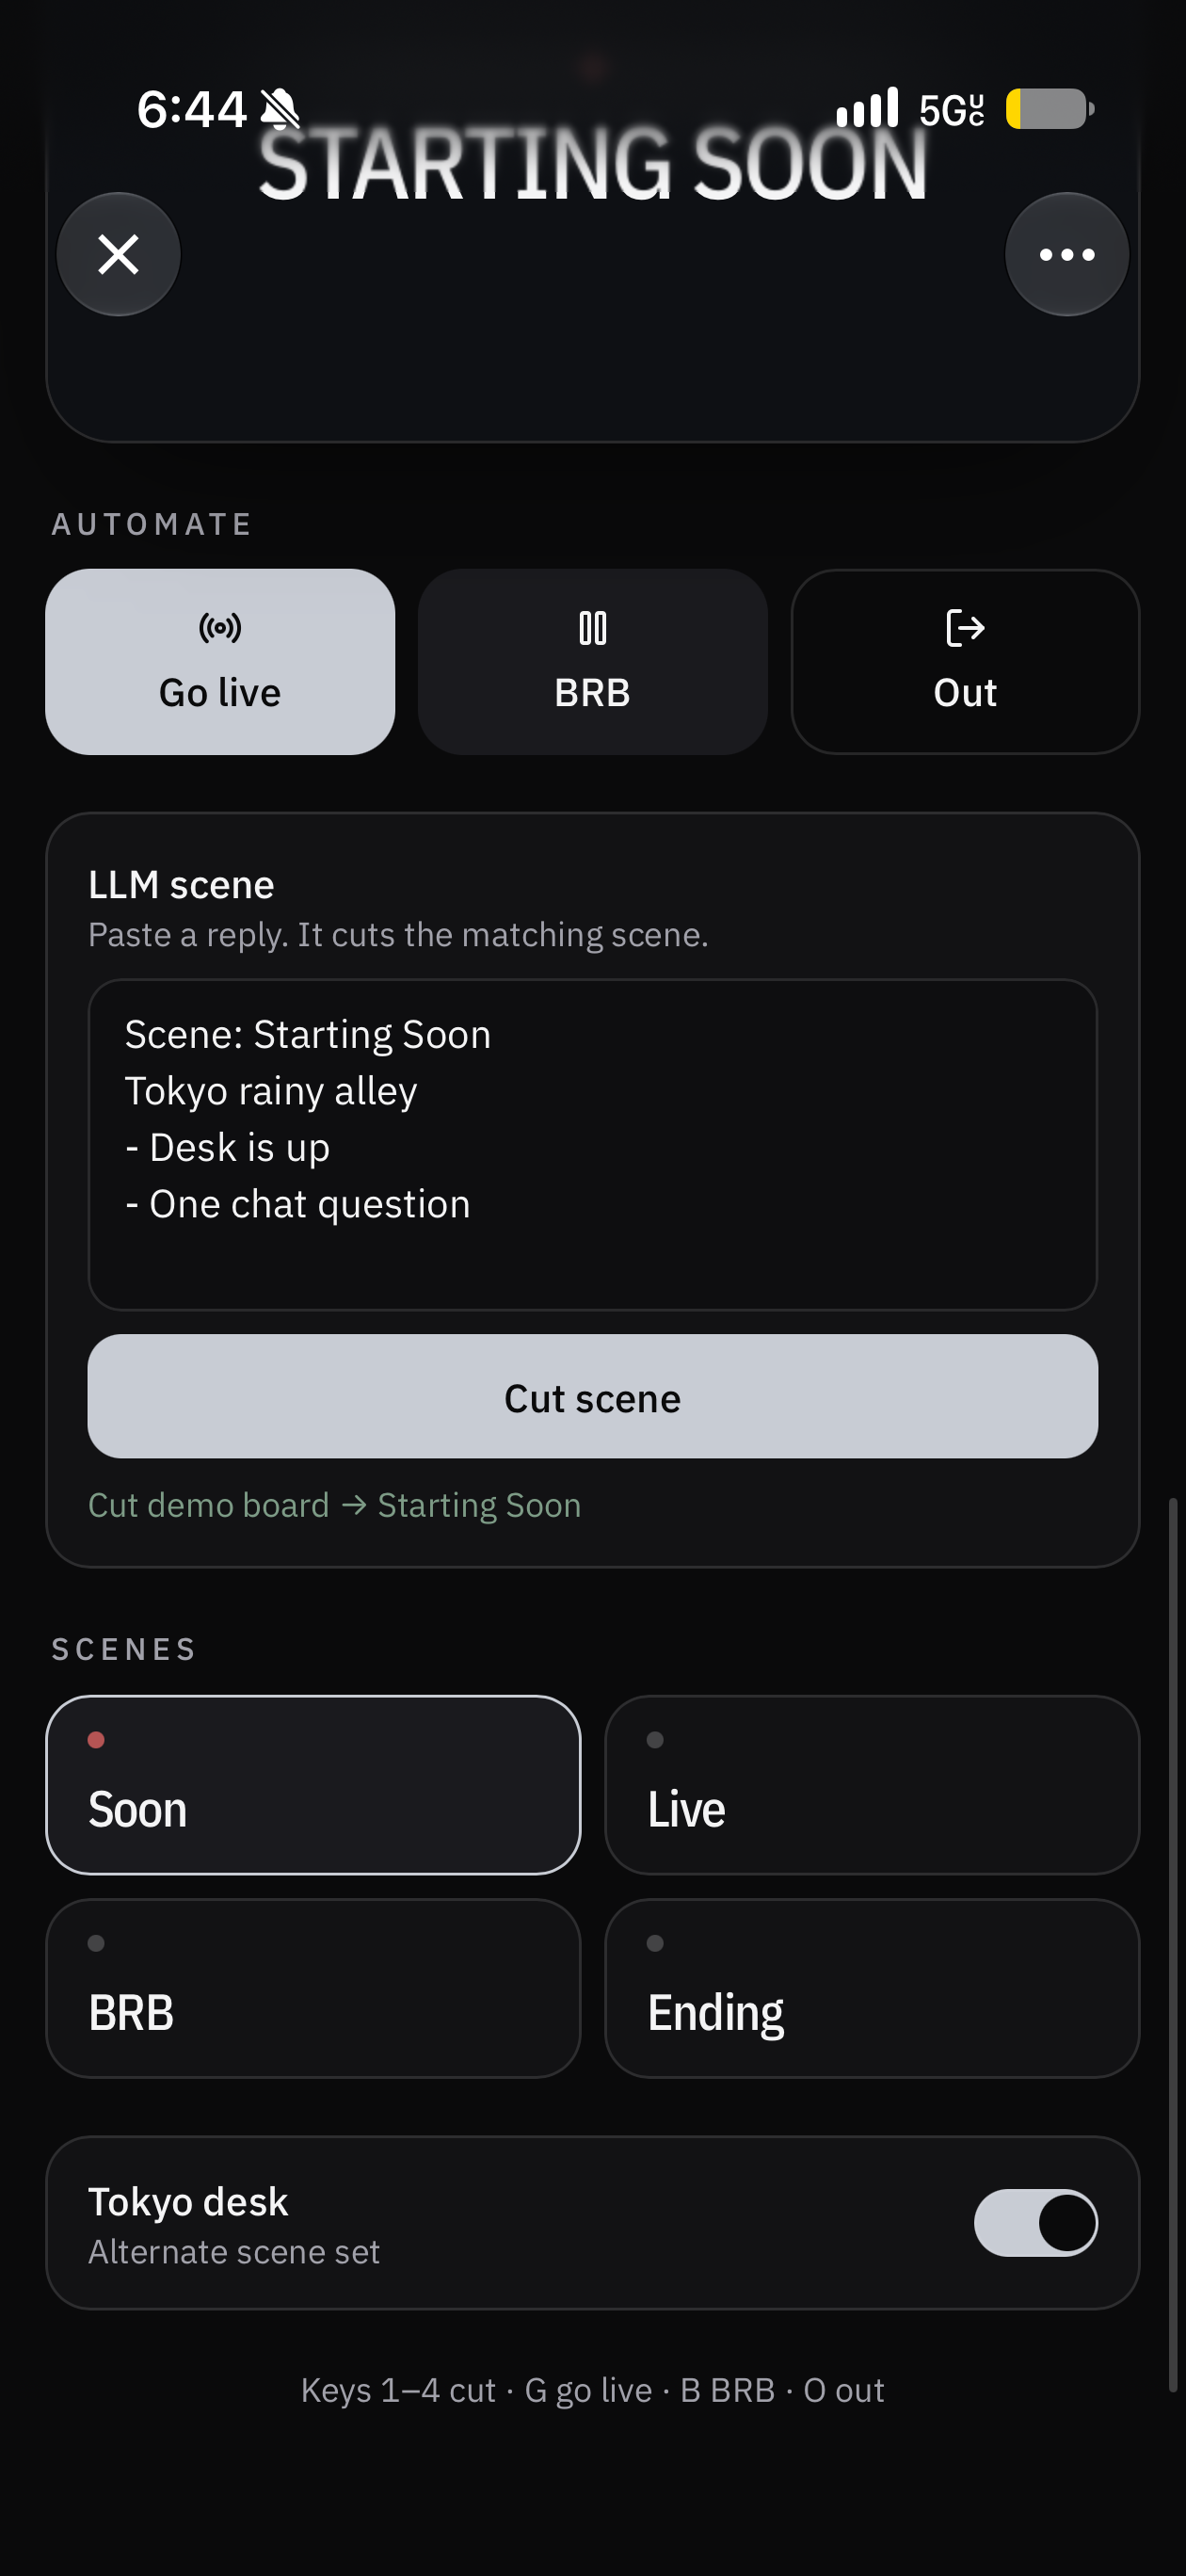 6:44
5GUC
STARTING SOON
AUTOMATE
Go live
BRB
Out
LLM scene
Paste a reply. It cuts the matching scene.
Scene: Starting Soon
Tokyo rainy alley
- Desk is up
- One chat question
Cut scene
Cut demo board → Starting Soon
SCENES
Soon
Live
BRB
Ending
Tokyo desk
Alternate scene set
Keys 1–4 cut · G go live · B BRB · O out